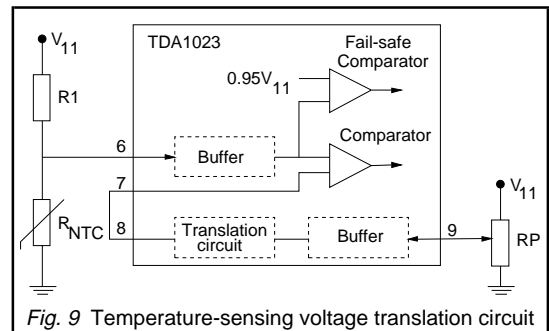 V11
TDA1023
Fail-safe
Comparator
0.95V11
R1
Comparator
6
Buffer
7
V11
8
Translation
circuit
Buffer
9
RNTC
RP
Fig. 9 Temperature-sensing voltage translation circuit